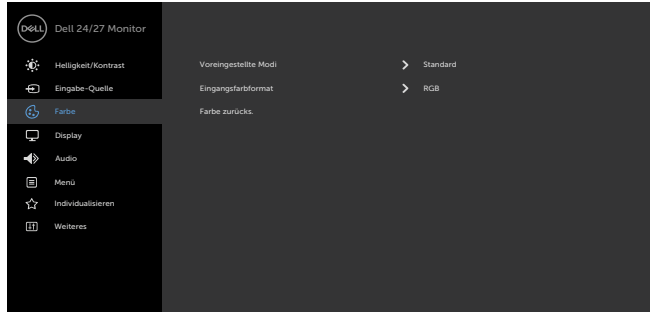 DELL Dell 24/27 Monitor
Helligkeit/Kontrast Voreingestellte Modi Standard
Eingabe-Quelle Eingangsfarbformat RGB
Farbe Farbe zurücks.
Display
Audio
Menü
Individualisieren
Weiteres